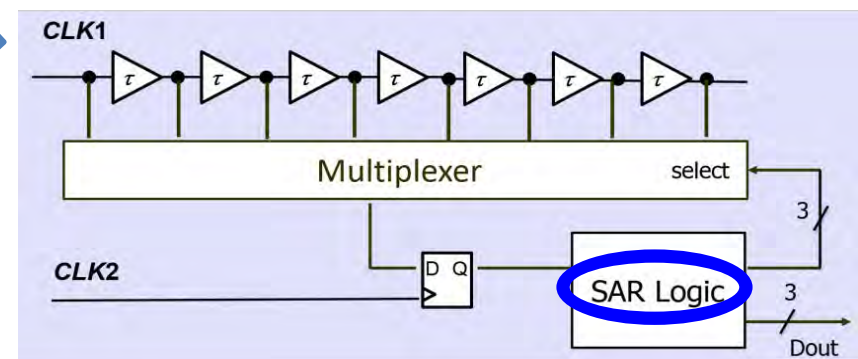 CLK1
τ τ τ τ τ τ τ
Multiplexer
select
3
CLK2
D Q
SAR Logic
3
Dout